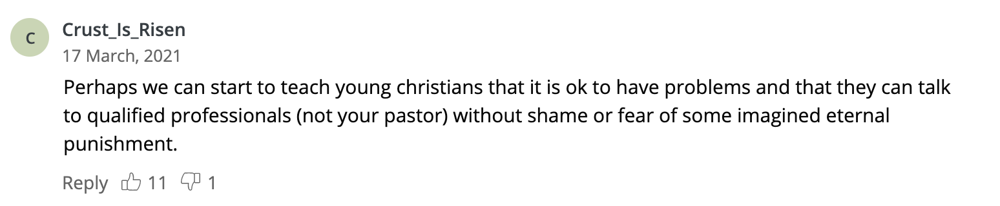 C
Crust_Is_Risen
17 March, 2021
Perhaps we can start to teach young christians that it is ok to have problems and that they can talk
to qualified professionals (not your pastor) without shame or fear of some imagined eternal
punishment.
Reply 11 1